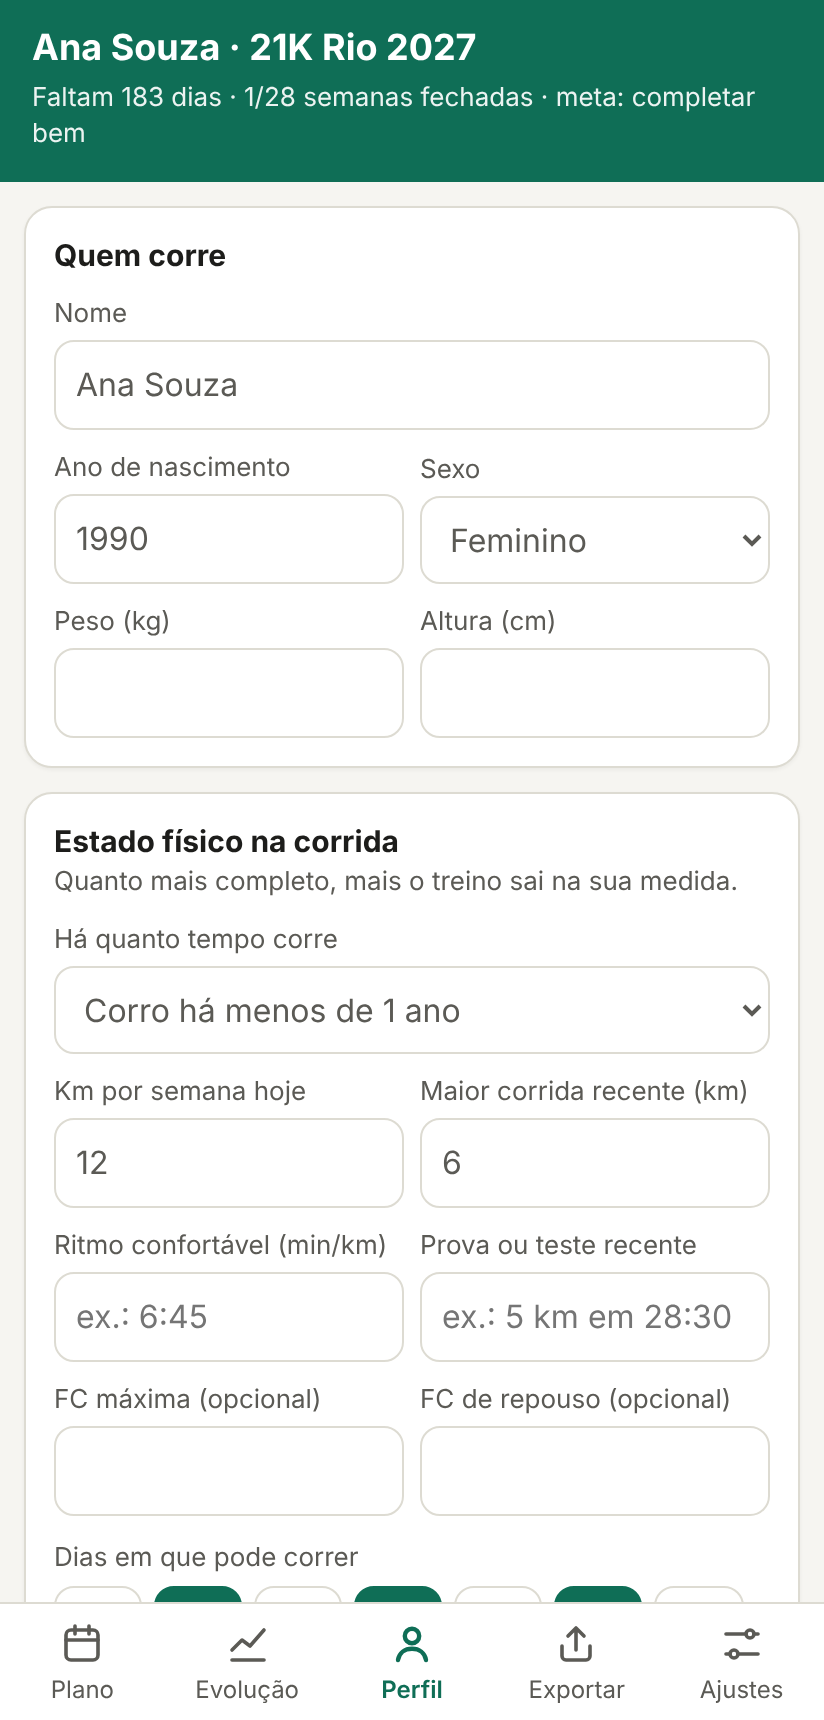 Ana Souza · 21K Rio 2027
Faltam 183 dias · 1/28 semanas fechadas · meta: completar
bem
Quem corre
Nome
Ana Souza
Ano de nascimento
Sexo
1990
Feminino
Peso (kg)
Altura (cm)
Estado físico na corrida
Quanto mais completo, mais o treino sai na sua medida.
Há quanto tempo corre
Corro há menos de 1 ano
Km por semana hoje
Maior corrida recente (km)
12
6
Ritmo confortável (min/km)
Prova ou teste recente
ex.: 6:45
ex.: 5 km em 28:30
FC máxima (opcional)
FC de repouso (opcional)
Dias em que pode correr
Plano
Evolução
Perfil
Exportar
Ajustes